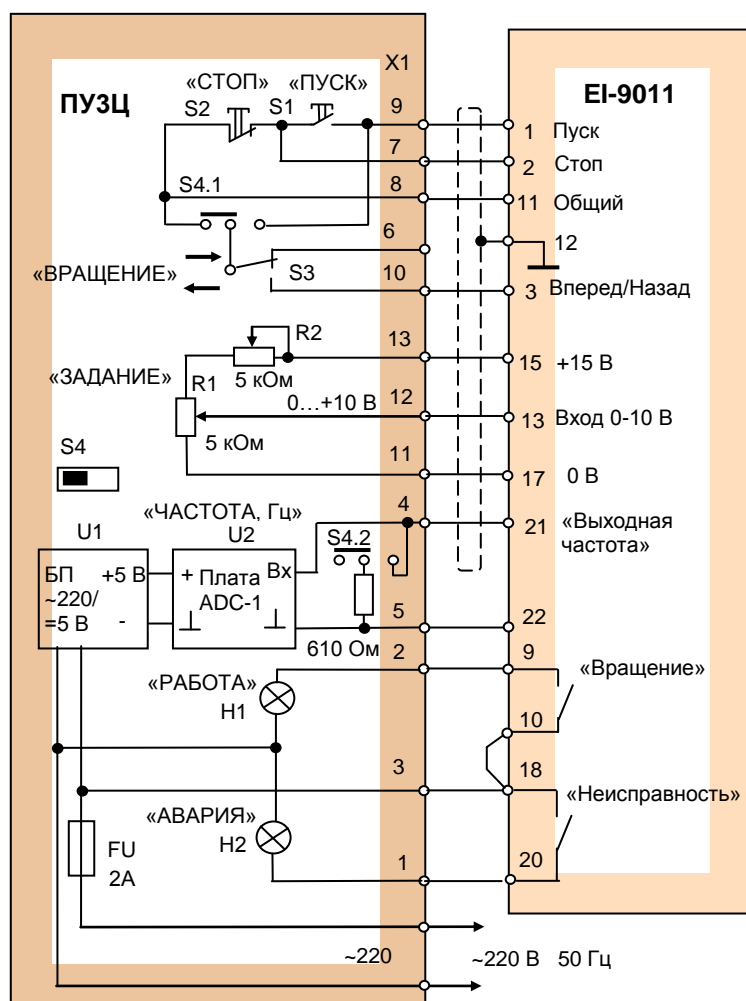 X1
«СТОП» «ПУСК»
ПУЗЦ
EI-9011
S2 S1 9
1 Пуск
7
2 Стоп
S4.1 8
11 Общий
6
12
«ВРАЩЕНИЕ» S3 10
3 Вперед/Назад
R2 13
15 +15 В
«ЗАДАНИЕ» R1 5 кОм
0…+10 В 12
13 Вход 0-10 В
5 кОм
11
17 0 В
S4
«ЧАСТОТА, Гц» 4
21 «Выходная
частота»
U1 U2 S4.2
БП +5 В + Плата Вх
~220/ ADC-1
=5 В - ⊥ ⊥
5
22
610 Ом 2 9
«Вращение»
«РАБОТА»
H1
10
3 18
«Неисправность»
«АВАРИЯ»
FU H2
2А
1 20
~220 ~220 В 50 Гц